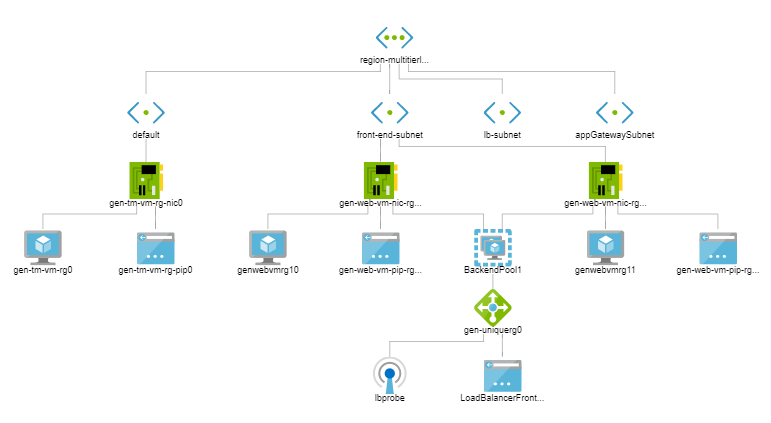 region-multitierl...
default
front-end-subnet
lb-subnet
appGatewaySubnet
gen-tm-vm-rg-nic0
gen-web-vm-nic-rg...
gen-web-vm-nic-rg...
gen-tm-vm-rg0
gen-tm-vm-rg-pip0
genwebvmrg10
gen-web-vm-pip-rg...
BackendPool1
genwebvmrg11
gen-web-vm-pip-rg...
gen-uniquerg0
lbprobe
LoadBalancerFront...